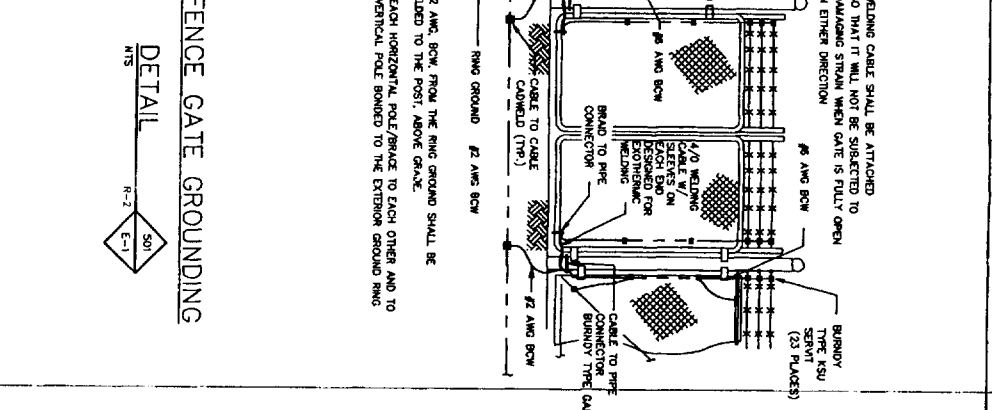 WELDING CABLE SHALL BE ATTACHED
SO THAT IT WILL NOT BE SUBJECTED TO
DAMAGING STRAIN WHEN GATE IS FULLY OPEN
IN EITHER DIRECTION
#6 AWG BCW
BURNDY
TYPE KSU
SERVIT
(23 PLACES)
#6 AWG BCW
4/0 WELDING
CABLE W/
SLEEVES ON
EACH END
DESIGNED FOR
EXOTHERMIC
WELDING
BRAID TO PIPE
CONNECTOR
CABLE TO PIPE
CONNECTOR
BURNDY TYPE
CABLE TO CABLE
CADWELD (TYP.)
#2 AWG BCW
RING GROUND #2 AWG BCW
2 AWG, BCW, FROM THE RING GROUND SHALL BE
TO THE POST, ABOVE GRADE.
EACH HORIZONTAL POLE/BRACE TO EACH OTHER AND TO
VERTICAL POLE BONDED TO THE EXTERIOR GROUND RING
FENCE GATE GROUNDING
DETAIL
NTS
R-2
501
E-1